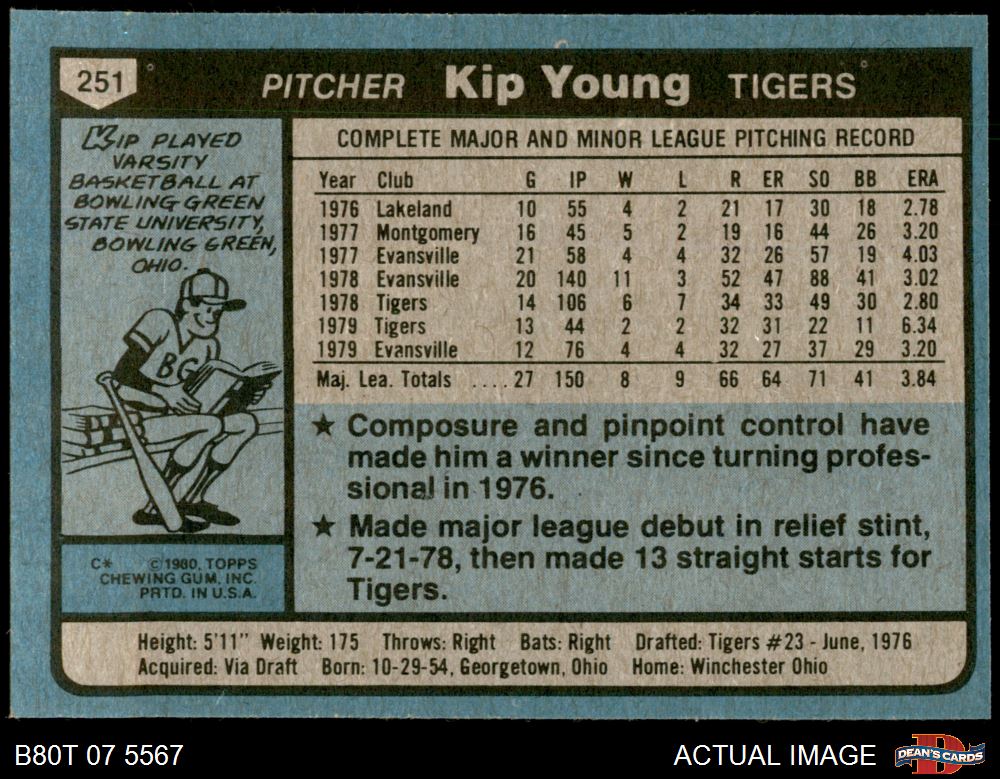 251 PITCHER Kip Young TIGERS
KIP PLAYED
VARSITY
BASKETBALL AT
BOWLING GREEN
STATE UNIVERSITY,
BOWLING GREEN,
OHIO.
BG
C* © 1980, TOPPS
CHEWING GUM, INC.
PRTD. IN U.S.A.
COMPLETE MAJOR AND MINOR LEAGUE PITCHING RECORD
Year Club G IP W L R ER SO BB ERA
1976 Lakeland 10 55 4 2 21 17 30 18 2.78
1977 Montgomery 16 45 5 2 19 16 44 26 3.20
1977 Evansville 21 58 4 4 32 26 57 19 4.03
1978 Evansville 20 140 11 3 52 47 88 41 3.02
1978 Tigers 14 106 6 7 34 33 49 30 2.80
1979 Tigers 13 44 2 2 32 31 22 11 6.34
1979 Evansville 12 76 4 4 32 27 37 29 3.20
Maj. Lea. Totals .... 27 150 8 9 66 64 71 41 3.84
★ Composure and pinpoint control have
made him a winner since turning profes-
sional in 1976.
★ Made major league debut in relief stint,
7-21-78, then made 13 straight starts for
Tigers.
Height: 5'11" Weight: 175 Throws: Right Bats: Right Drafted: Tigers #23 - June, 1976
Acquired: Via Draft Born: 10-29-54, Georgetown, Ohio Home: Winchester Ohio
B80T 07 5567 ACTUAL IMAGE D DEAN'S CARDS